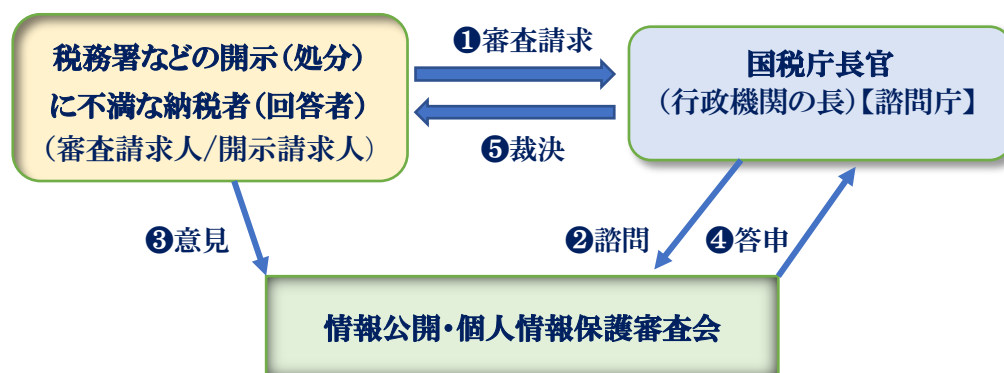 税務署などの開示（処分）
に不満な納税者（回答者）
（審査請求人/開示請求人）
❶審査請求
❺裁決
国税庁長官
（行政機関の長）【諮問庁】
❸意見
❷諮問
❹答申
情報公開・個人情報保護審査会